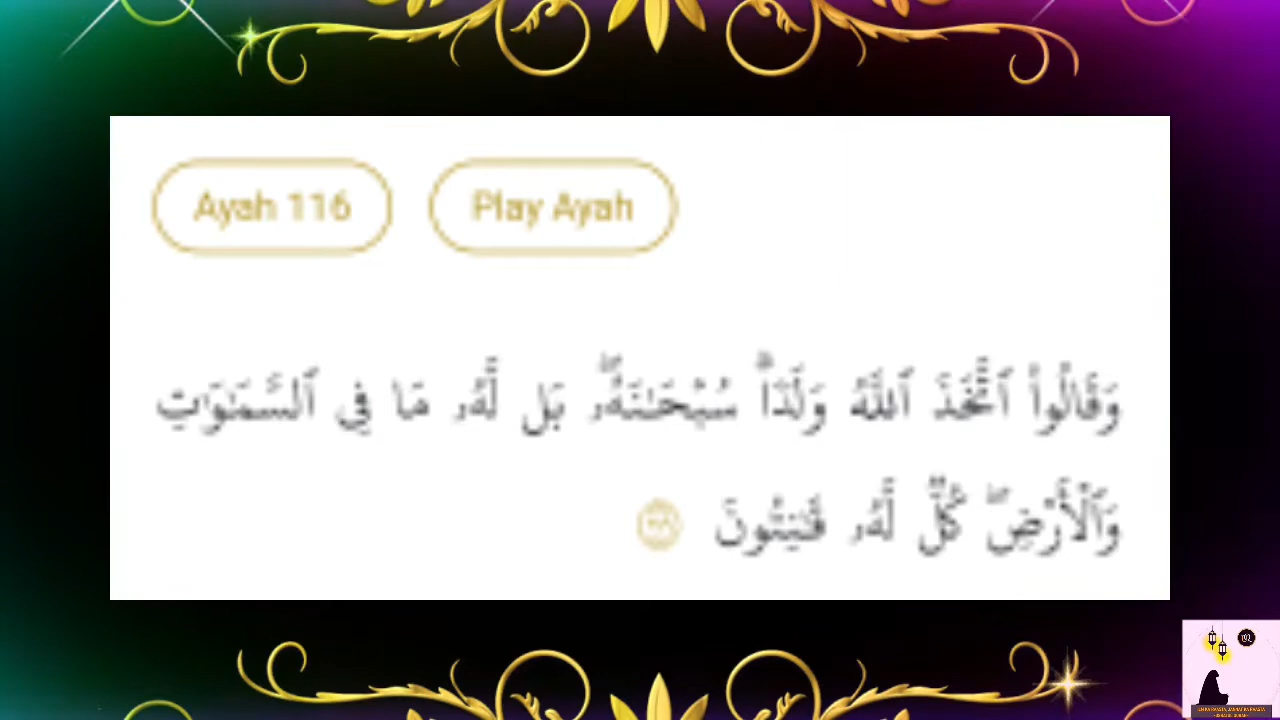 Ayah 116 Play Ayah
وَقَالُوا۟ ٱتَّخَذَ ٱللَّهُ وَلَدًۭا ۗ سُبْحَـٰنَهُۥ ۖ بَل لَّهُۥ مَا فِى ٱلسَّمَـٰوَٰتِ
وَٱلْأَرْضِ ۖ كُلٌّۭ لَّهُۥ قَـٰنِتُونَ